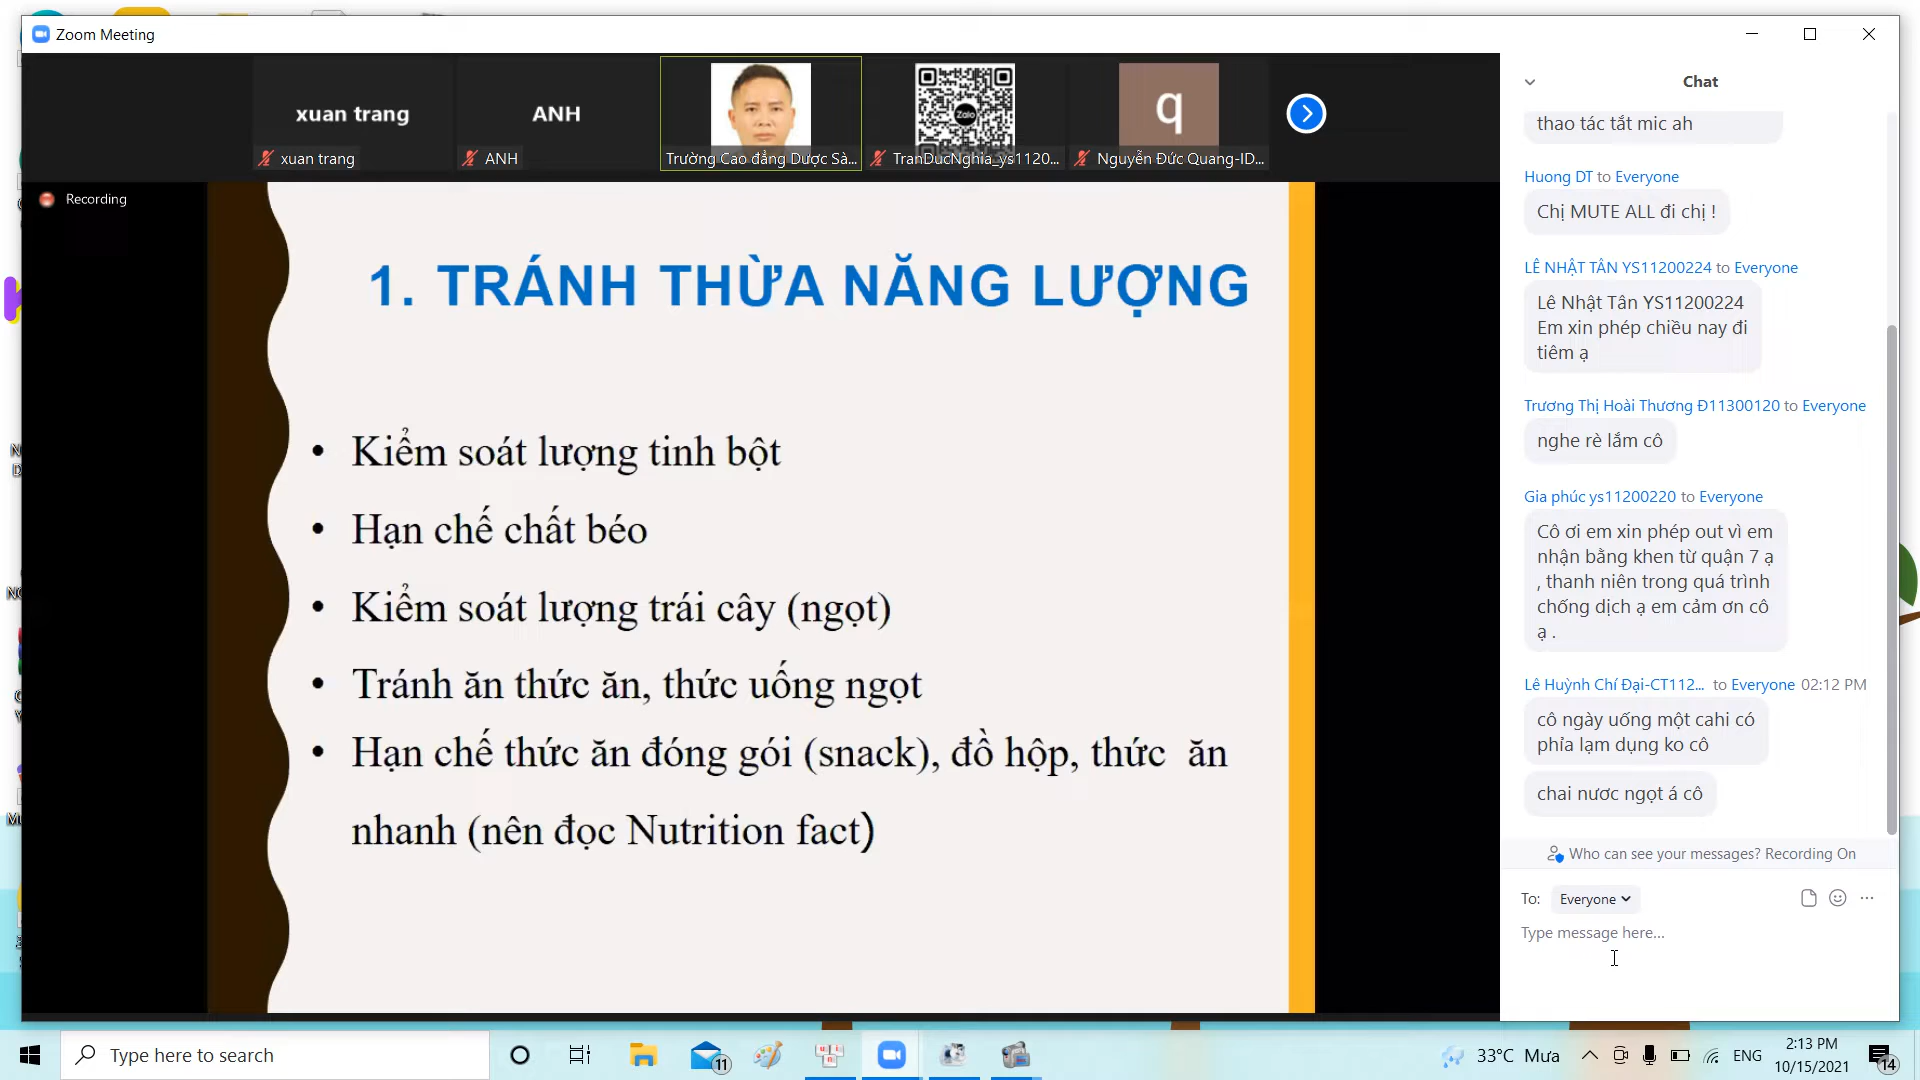 Zoom Meeting
xuan trang
ANH
Zalo
q
xuan trang
ANH
Trường Cao đẳng Dược Sà...
TranDucNghia_ys1120...
Nguyễn Đức Quang-ID...
Recording
1. TRÁNH THỪA NĂNG LƯỢNG
• Kiểm soát lượng tinh bột
• Hạn chế chất béo
• Kiểm soát lượng trái cây (ngọt)
• Tránh ăn thức ăn, thức uống ngọt
• Hạn chế thức ăn đóng gói (snack), đồ hộp, thức ăn
nhanh (nên đọc Nutrition fact)
Chat
thao tác tắt mic ah
Huong DT to Everyone
Chị MUTE ALL đi chị !
LÊ NHẬT TÂN YS11200224 to Everyone
Lê Nhật Tân YS11200224
Em xin phép chiều nay đi
tiêm ạ
Trương Thị Hoài Thương Đ11300120 to Everyone
nghe rè lắm cô
Gia phúc ys11200220 to Everyone
Cô ơi em xin phép out vì em
nhận bằng khen từ quận 7 ạ
, thanh niên trong quá trình
chống dịch ạ em cảm ơn cô
ạ .
Lê Huỳnh Chí Đại-CT112... to Everyone 02:12 PM
cô ngày uống một cahi có
phỉa lạm dụng ko cô
chai nươc ngọt á cô
Who can see your messages? Recording On
To: Everyone
Type message here...
Type here to search
11
33°C Mưa
ENG
2:13 PM
10/15/2021
14